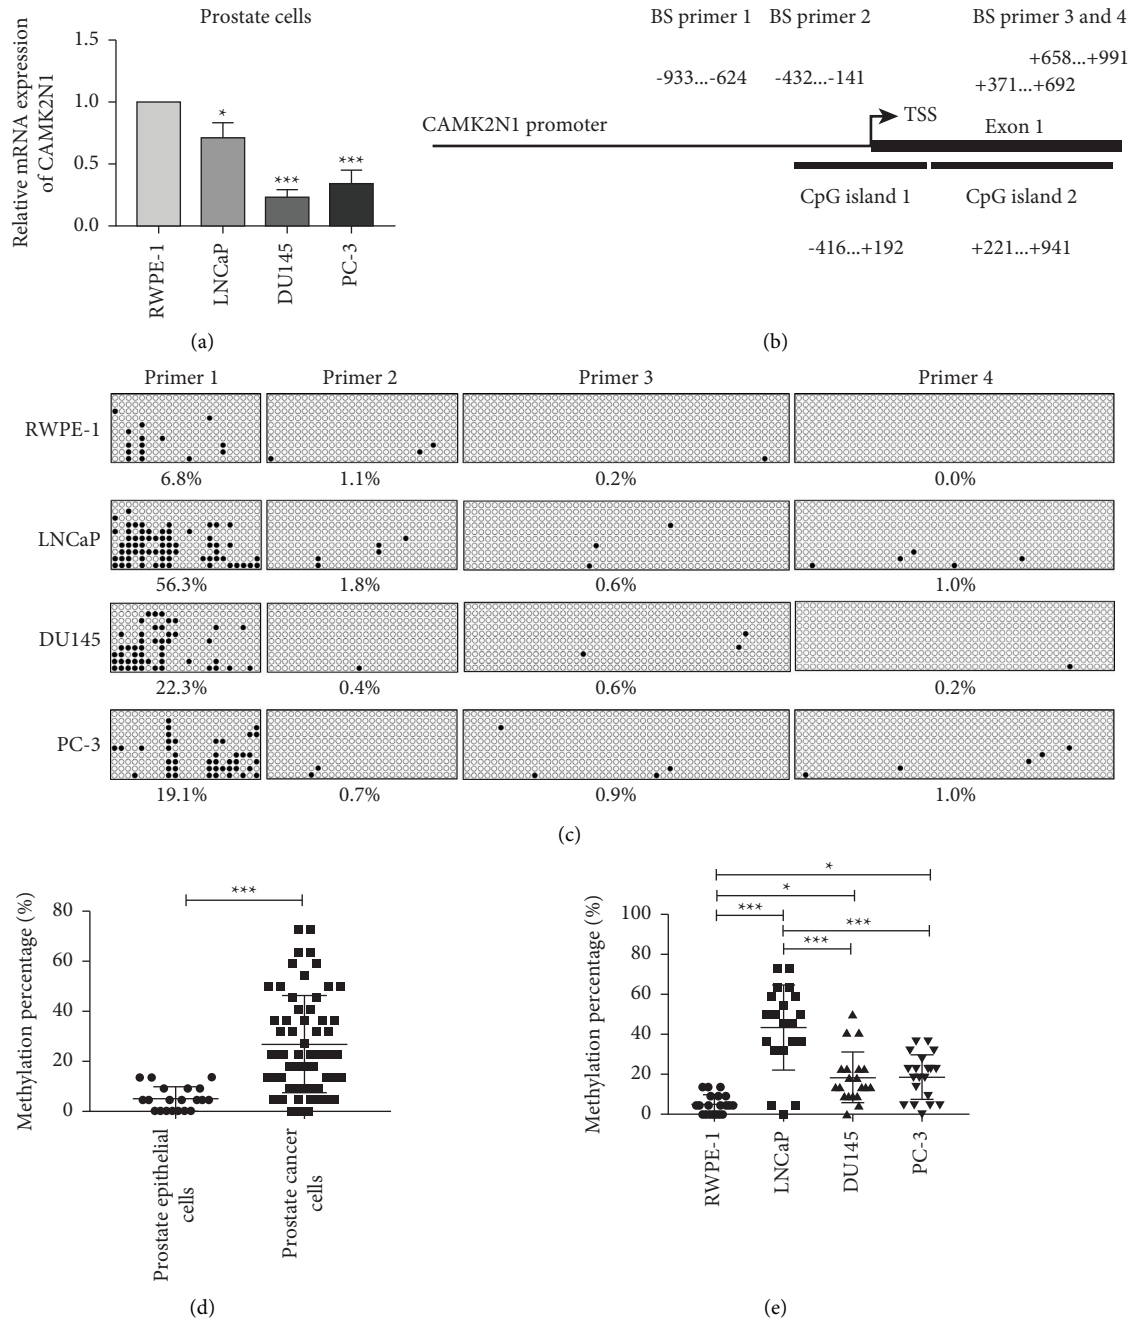 Prostate cells
Relative mRNA expression
of CAMK2N1
1.5
1.0
0.5
0.0
*
***
***
RWPE-1
LNCaP
DU145
PC-3
(a)
BS primer 1
BS primer 2
BS primer 3 and 4
+658...+991
-933...-624
-432...-141
+371...+692
CAMK2N1 promoter
TSS
Exon 1
CpG island 1
CpG island 2
-416...+192
+221...+941
(b)
Primer 1
Primer 2
Primer 3
Primer 4
RWPE-1
6.8%
1.1%
0.2%
0.0%
LNCaP
56.3%
1.8%
0.6%
1.0%
DU145
22.3%
0.4%
0.6%
0.2%
PC-3
19.1%
0.7%
0.9%
1.0%
(c)
Methylation percentage (%)
80
60
40
20
0
***
Prostate epithelial
cells
Prostate cancer
cells
(d)
Methylation percentage (%)
100
80
60
40
20
0
*
*
***
***
***
RWPE-1
LNCaP
DU145
PC-3
(e)